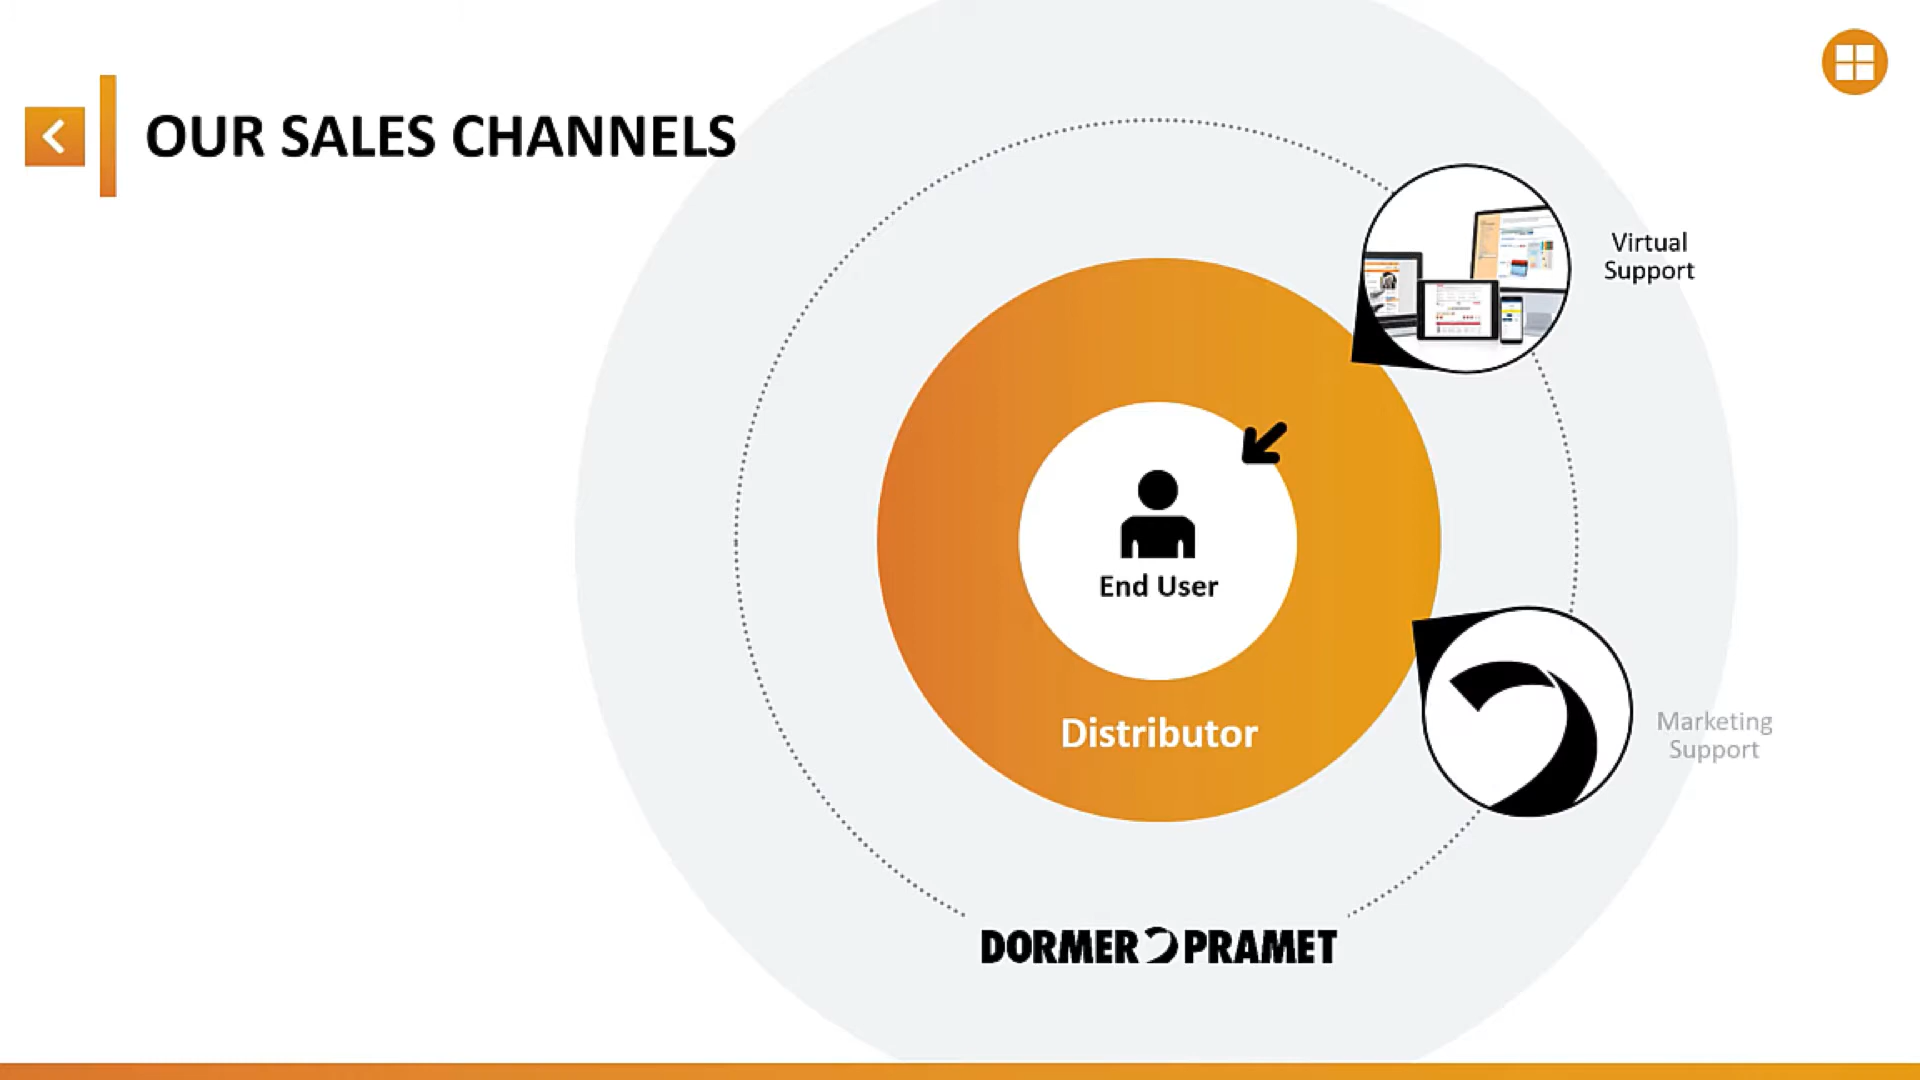 OUR SALES CHANNELS
Virtual
Support
End User
Distributor
Marketing
Support
DORMER PRAMET